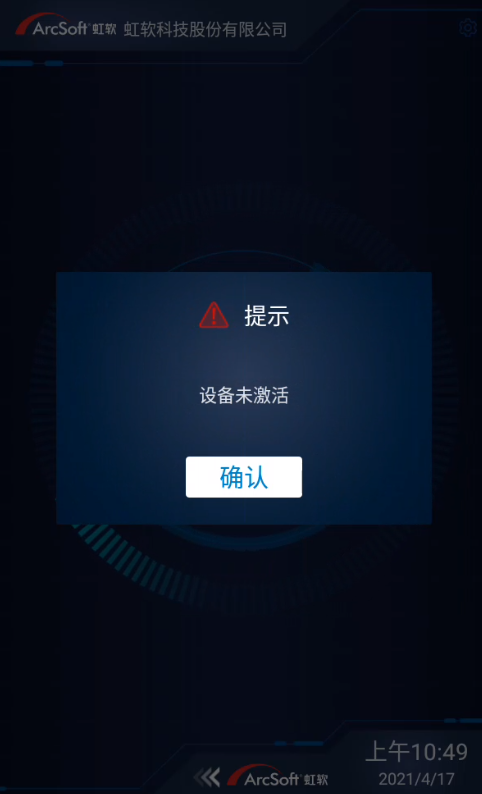 ArcSoft 虹软 虹软科技股份有限公司
提示
设备未激活
确认
上午10:49
ArcSoft 虹软 2021/4/17